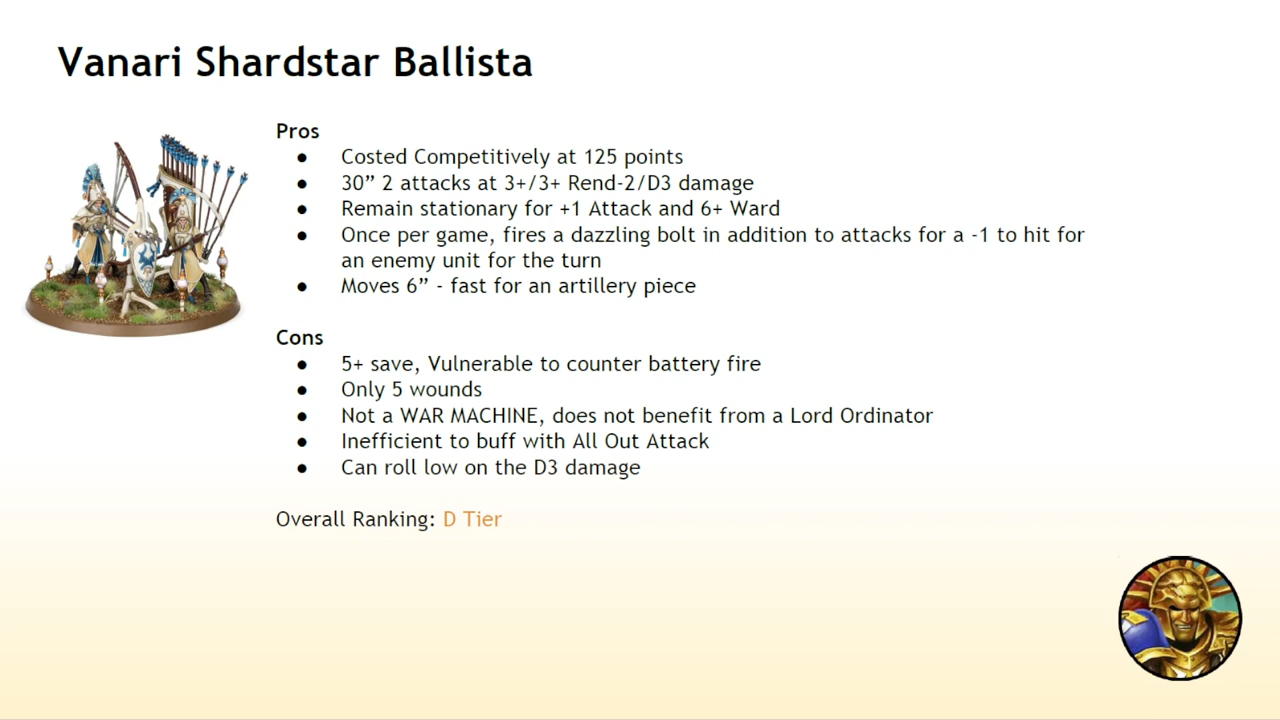 Vanari Shardstar Ballista
Pros
● Costed Competitively at 125 points
● 30” 2 attacks at 3+/3+ Rend-2/D3 damage
● Remain stationary for +1 Attack and 6+ Ward
● Once per game, fires a dazzling bolt in addition to attacks for a -1 to hit for
an enemy unit for the turn
● Moves 6” - fast for an artillery piece
Cons
● 5+ save, Vulnerable to counter battery fire
● Only 5 wounds
● Not a WAR MACHINE, does not benefit from a Lord Ordinator
● Inefficient to buff with All Out Attack
● Can roll low on the D3 damage
Overall Ranking: D Tier